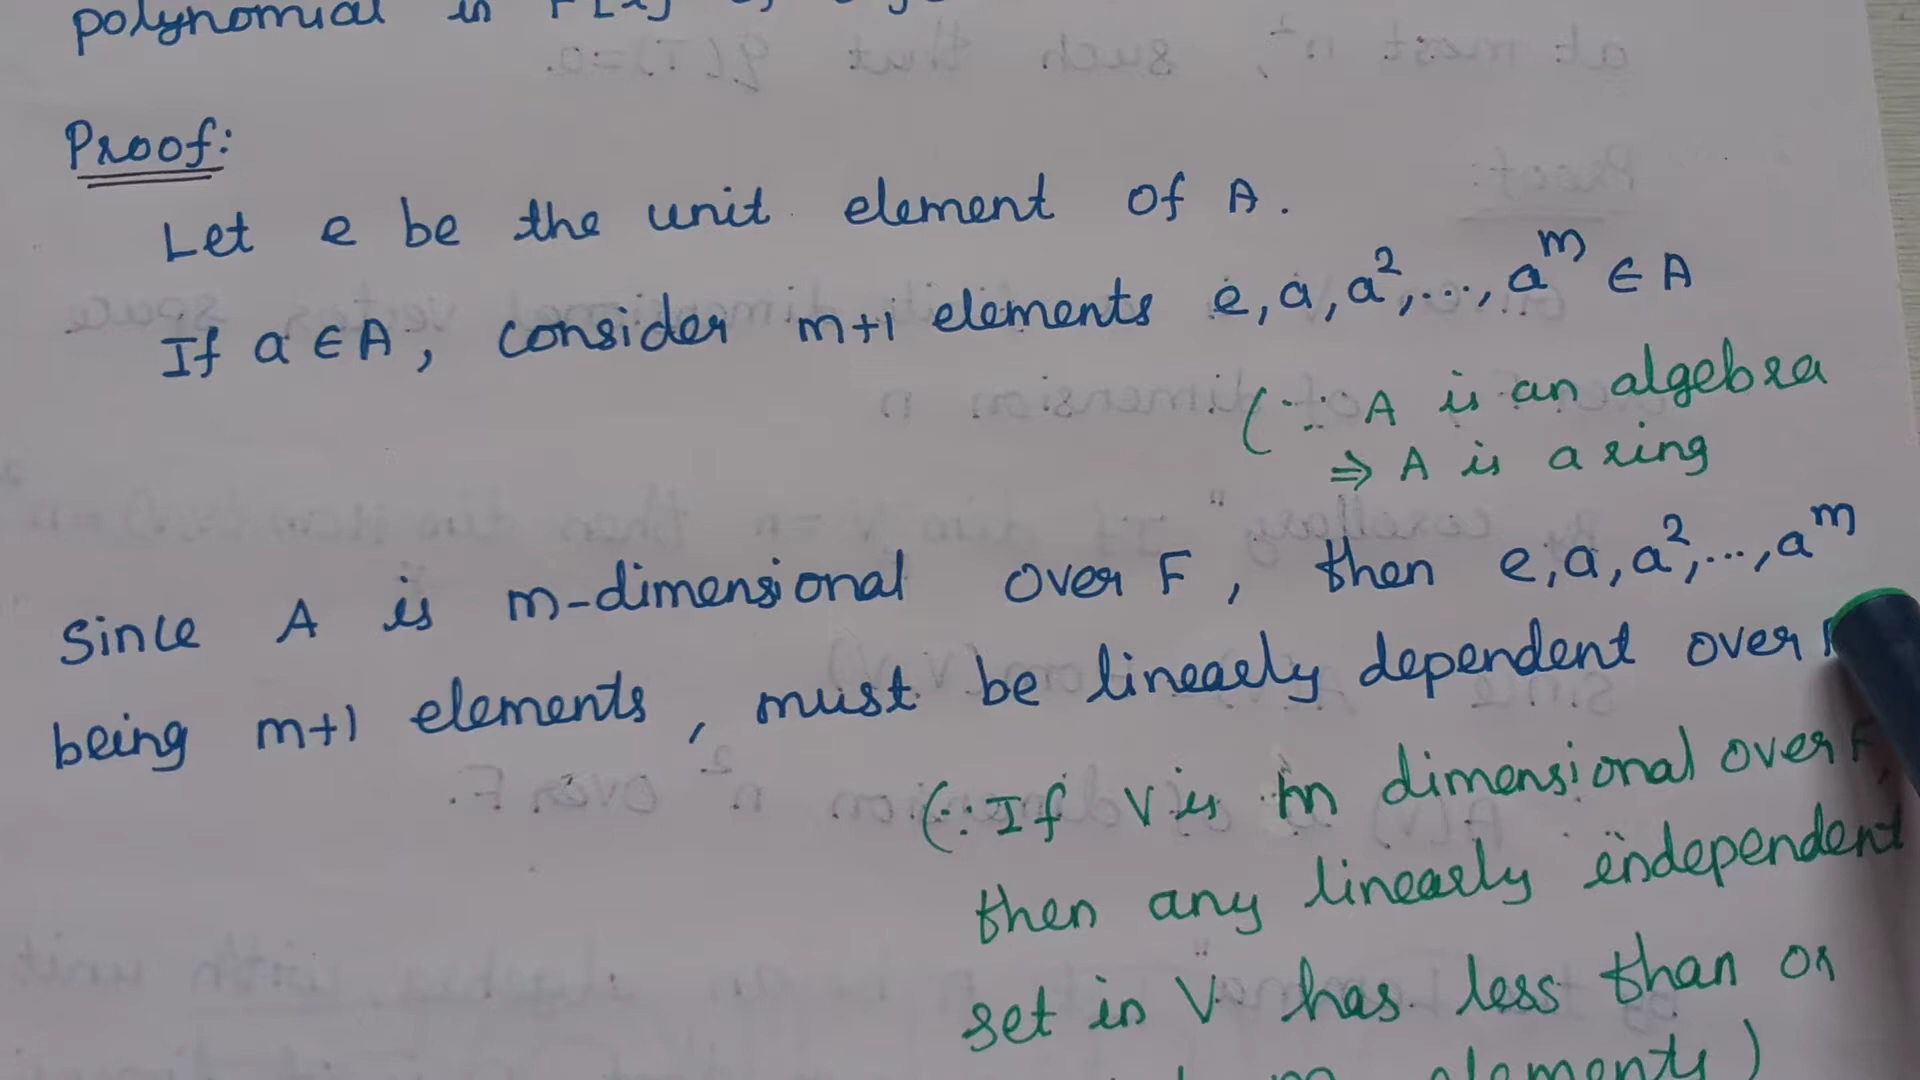 polynomial in F[x]
Proof:
Let e be the unit element of A.
If a ∈ A, consider m+1 elements e, a, a², ..., aᵐ ∈ A
(∵ A is an algebra
⇒ A is a ring
Since A is m-dimensional over F, then e, a, a², ..., aᵐ
being m+1 elements, must be linearly dependent over
(∵ If V is m dimensional over F,
then any linearly independent
set in V has less than or
m elements)